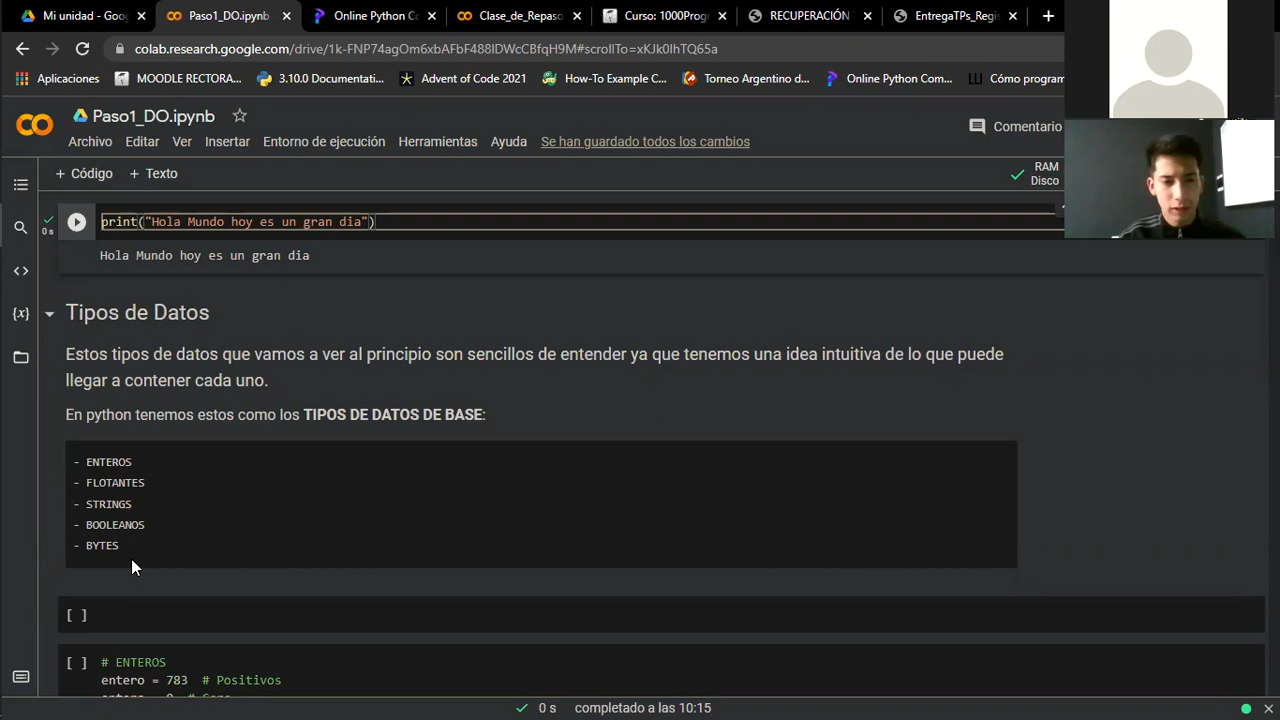 Mi unidad - Goog
Paso1_DO.ipynb
Online Python Co
Clase_de_Repaso
Curso: 1000Prog
RECUPERACIÓN
EntregaTPs_Regi
colab.research.google.com/drive/1k-FNP74agOm6xbAFbF488IDWcCBfqH9M#scrollTo=xKJk0IhTQ65a
Aplicaciones
MOODLE RECTORA...
3.10.0 Documentati...
Advent of Code 2021
How-To Example C...
Torneo Argentino d...
Online Python Com...
Cómo program
Paso1_DO.ipynb
Archivo Editar Ver Insertar Entorno de ejecución Herramientas Ayuda Se han guardado todos los cambios
Comentario
+ Código + Texto
RAM
Disco
print("Hola Mundo hoy es un gran dia")
0 s
Hola Mundo hoy es un gran dia
Tipos de Datos
Estos tipos de datos que vamos a ver al principio son sencillos de entender ya que tenemos una idea intuitiva de lo que puede
llegar a contener cada uno.
En python tenemos estos como los TIPOS DE DATOS DE BASE:
- ENTEROS
- FLOTANTES
- STRINGS
- BOOLEANOS
- BYTES
[ ]
[ ] # ENTEROS
entero = 783 # Positivos
0 s completado a las 10:15